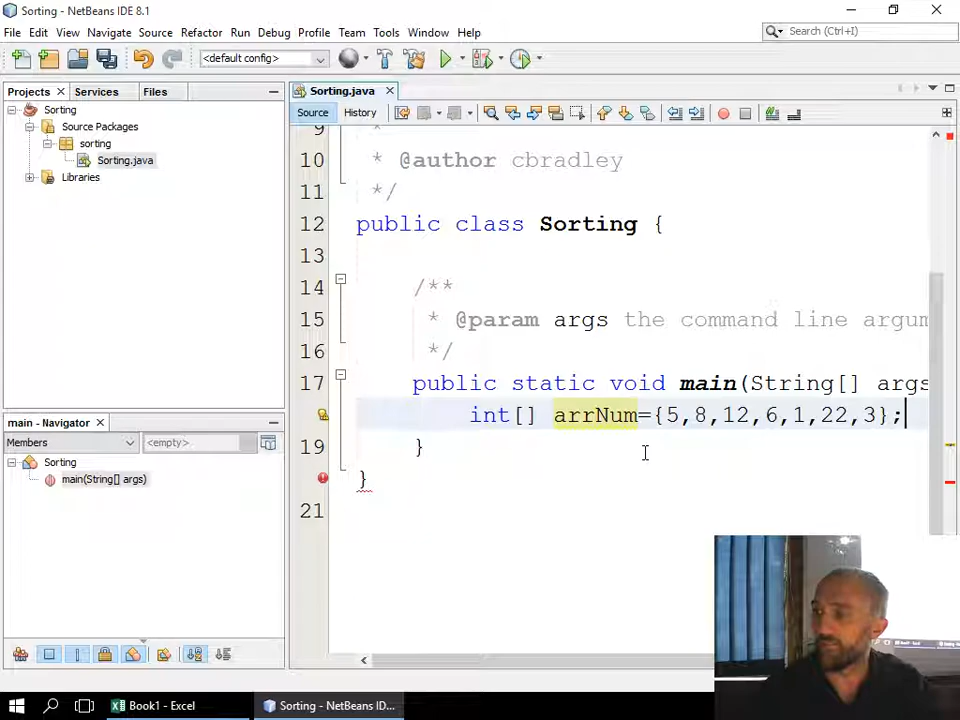 Sorting - NetBeans IDE 8.1
File Edit View Navigate Source Refactor Run Debug Profile Team Tools Window Help
Search (Ctrl+I)
<default config>
Projects Services Files
Sorting.java
Source History
Sorting
Source Packages
sorting
Sorting.java
Libraries
9 *
10 * @author cbradley
11 */
12 public class Sorting {
13
14 /**
15 * @param args the command line argum
16 */
17 public static void main(String[] args
int[] arrNum={5,8,12,6,1,22,3};
19 }
}
21
main - Navigator
Members <empty>
Sorting
main(String[] args)
Book1 - Excel
Sorting - NetBeans ID...